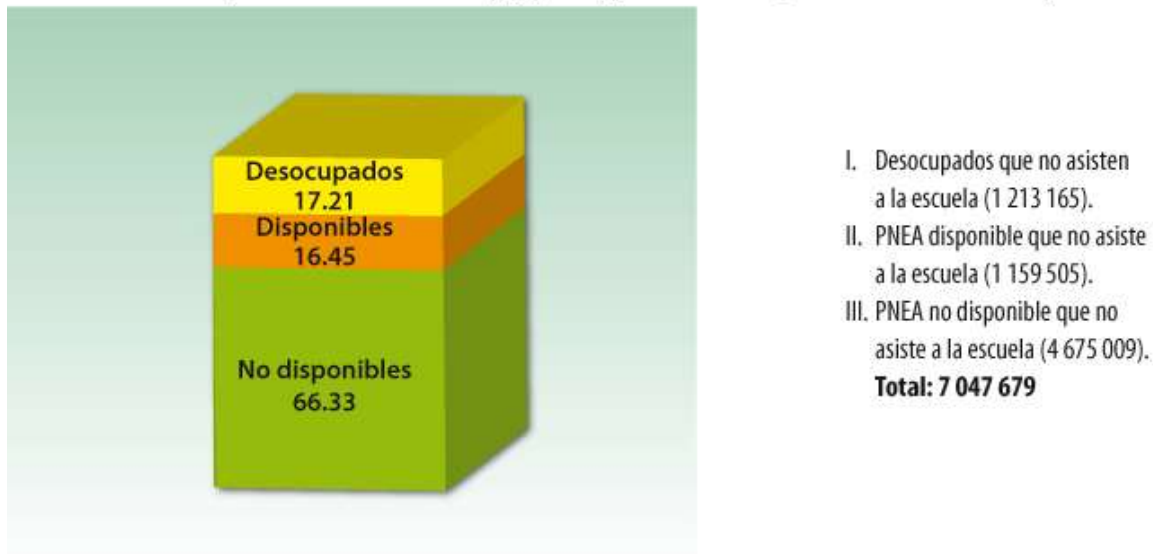 Desocupados
17.21
Disponibles
16.45
No disponibles
66.33
I. Desocupados que no asisten
a la escuela (1 213 165).
II. PNEA disponible que no asiste
a la escuela (1 159 505).
III. PNEA no disponible que no
asiste a la escuela (4 675 009).
Total: 7 047 679